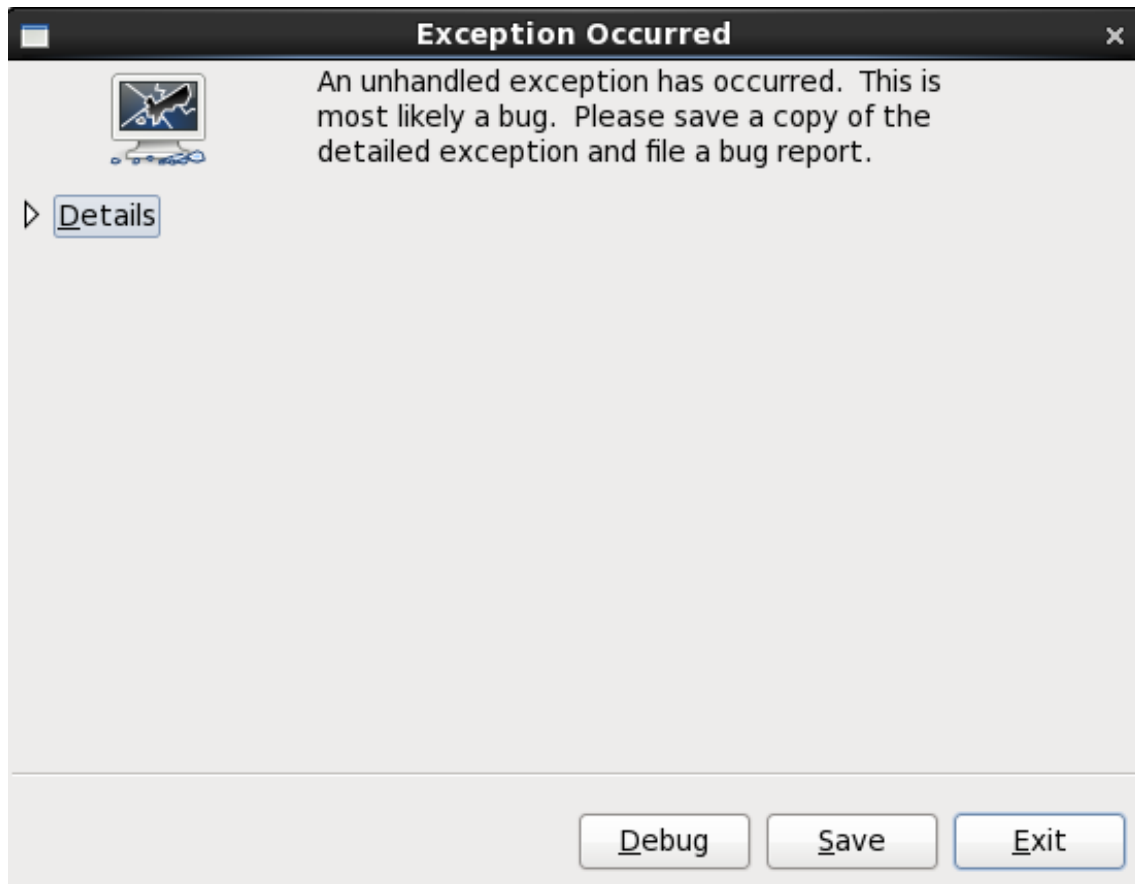 Exception Occurred
An unhandled exception has occurred.  This is
most likely a bug.  Please save a copy of the
detailed exception and file a bug report.
Details
Debug
Save
Exit